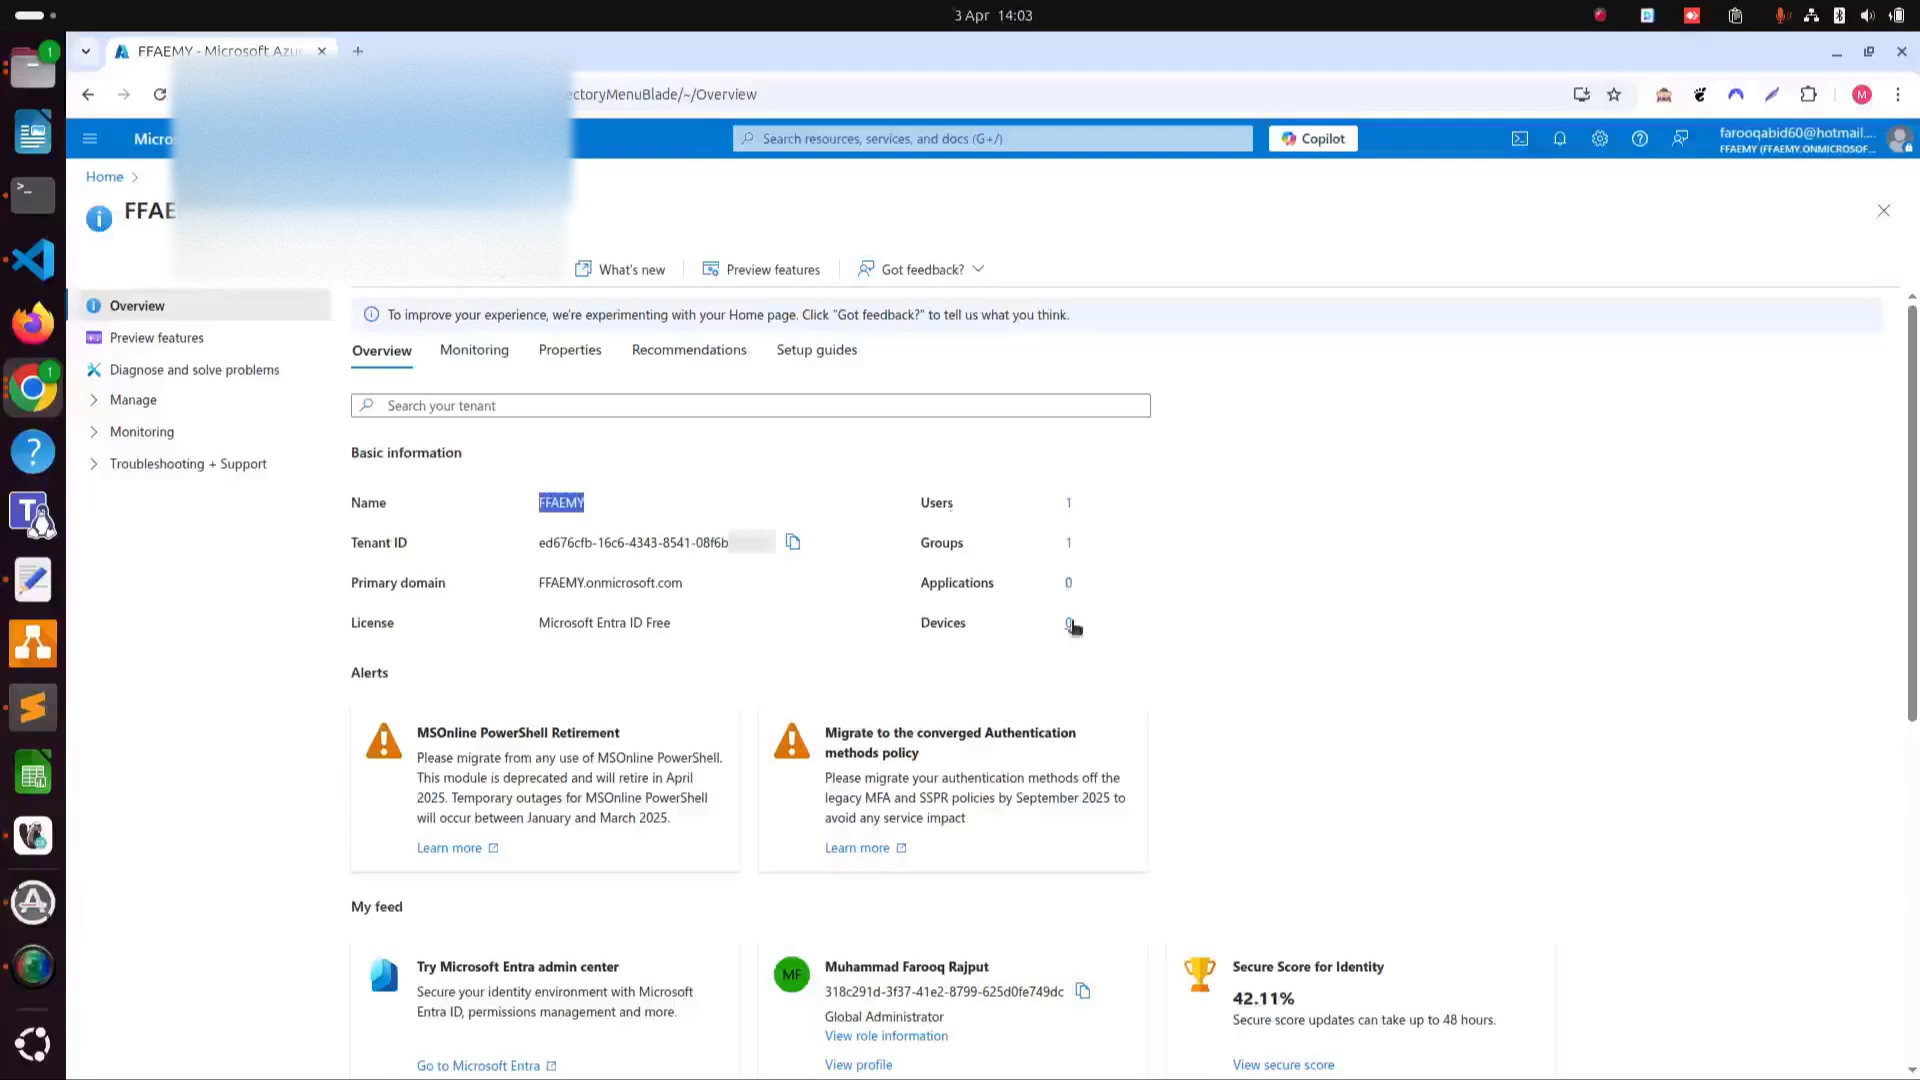 3 Apr 14:03
1
FFAEMY - Microsoft Azu
ectoryMenuBlade/~/Overview
M
Micros
Search resources, services, and docs (G+/)
Copilot
farooqabid60@hotmail....
FFAEMY (FFAEMY.ONMICROSOF...
Home
FFAE
What's new
Preview features
Got feedback?
Overview
Preview features
Diagnose and solve problems
Manage
Monitoring
Troubleshooting + Support
To improve your experience, we're experimenting with your Home page. Click "Got feedback?" to tell us what you think.
Overview
Monitoring
Properties
Recommendations
Setup guides
Search your tenant
Basic information
Name FFAEMY Users 1
Tenant ID ed676cfb-16c6-4343-8541-08f6b Groups 1
Primary domain FFAEMY.onmicrosoft.com Applications 0
License Microsoft Entra ID Free Devices 0
Alerts
MSOnline PowerShell Retirement
Please migrate from any use of MSOnline PowerShell.
This module is deprecated and will retire in April
2025. Temporary outages for MSOnline PowerShell
will occur between January and March 2025.
Learn more
Migrate to the converged Authentication
methods policy
Please migrate your authentication methods off the
legacy MFA and SSPR policies by September 2025 to
avoid any service impact
Learn more
My feed
Try Microsoft Entra admin center
Secure your identity environment with Microsoft
Entra ID, permissions management and more.
Go to Microsoft Entra
MF
Muhammad Farooq Rajput
318c291d-3f37-41e2-8799-625d0fe749dc
Global Administrator
View role information
View profile
Secure Score for Identity
42.11%
Secure score updates can take up to 48 hours.
View secure score
1